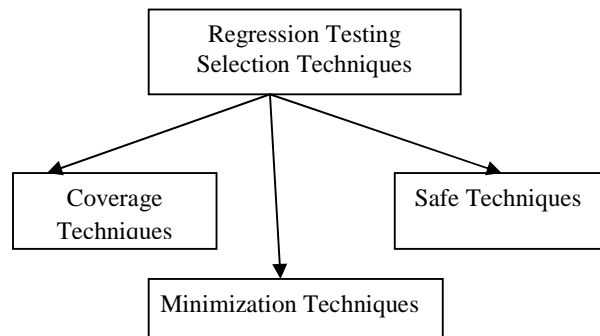 Regression Testing
Selection Techniques
Coverage
Techniques
Safe Techniques
Minimization Techniques